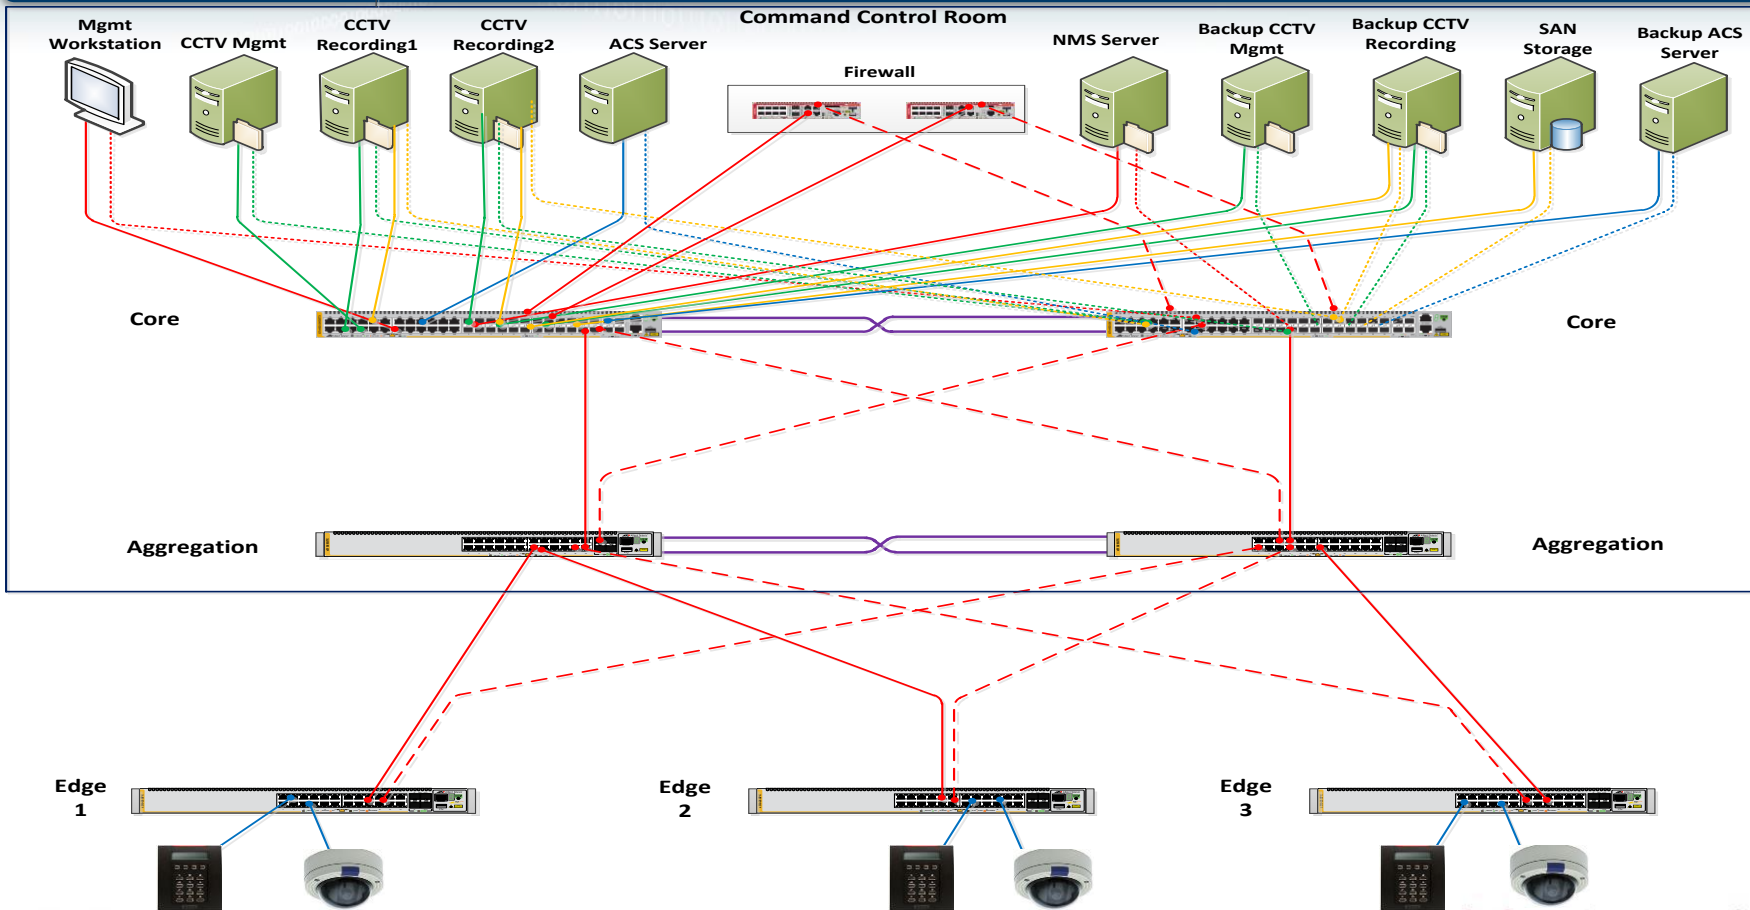 Command Control Room
Mgmt
Workstation
CCTV Mgmt
CCTV
Recording1
CCTV
Recording2
ACS Server
Firewall
NMS Server
Backup CCTV
Mgmt
Backup CCTV
Recording
SAN
Storage
Backup ACS
Server
Core
Core
Aggregation
Aggregation
Edge
1
Edge
2
Edge
3